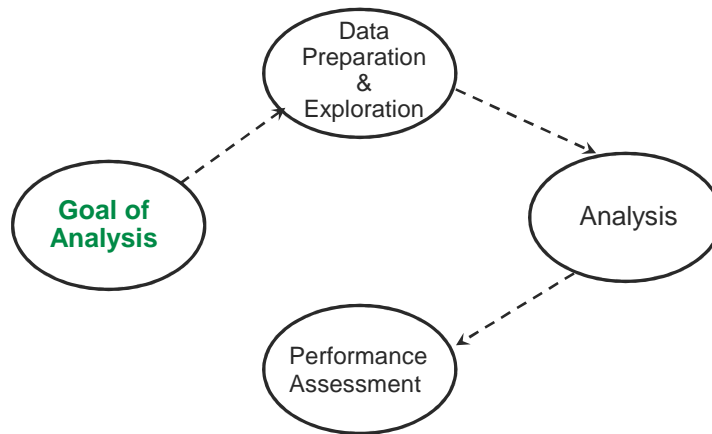 Data
Preparation
&
Exploration
Goal of
Analysis
Analysis
Performance
Assessment